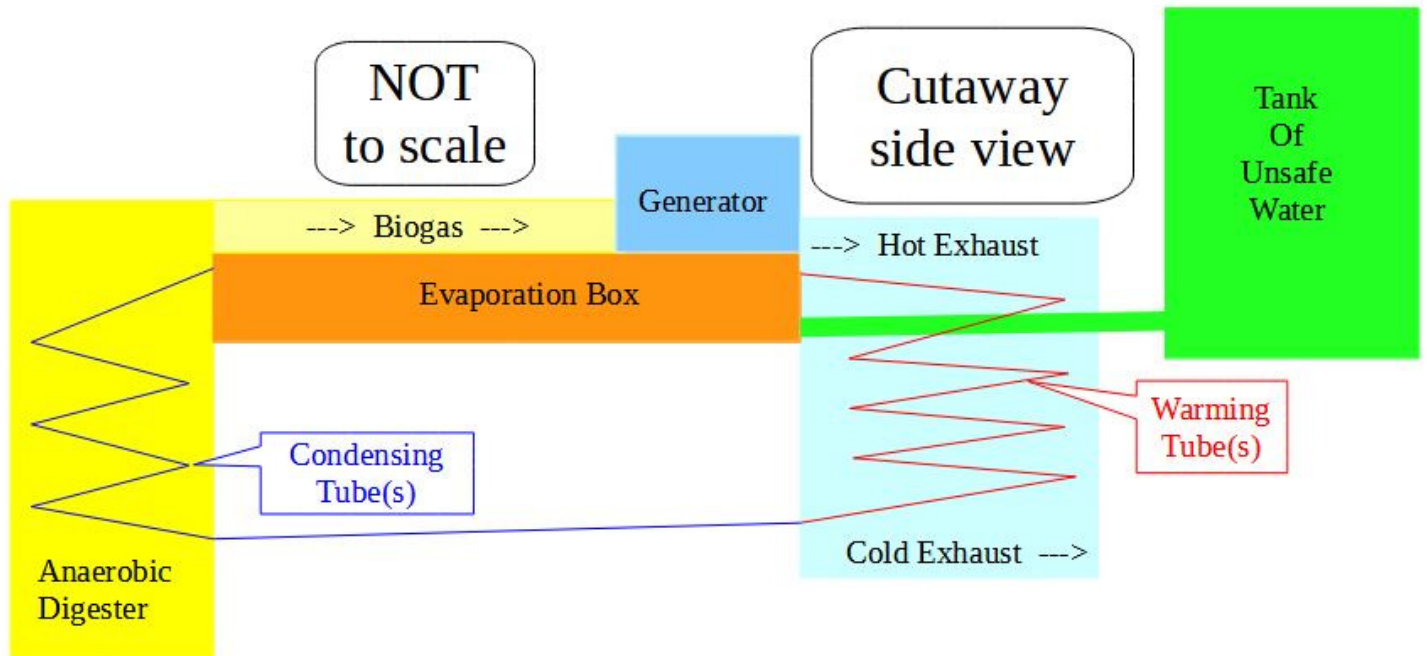 NOT
to scale
Cutaway
side view
Tank
Of
Unsafe
Water
Generator
---> Biogas --->
---> Hot Exhaust
Evaporation Box
Warming
Tube(s)
Condensing
Tube(s)
Cold Exhaust --->
Anaerobic
Digester